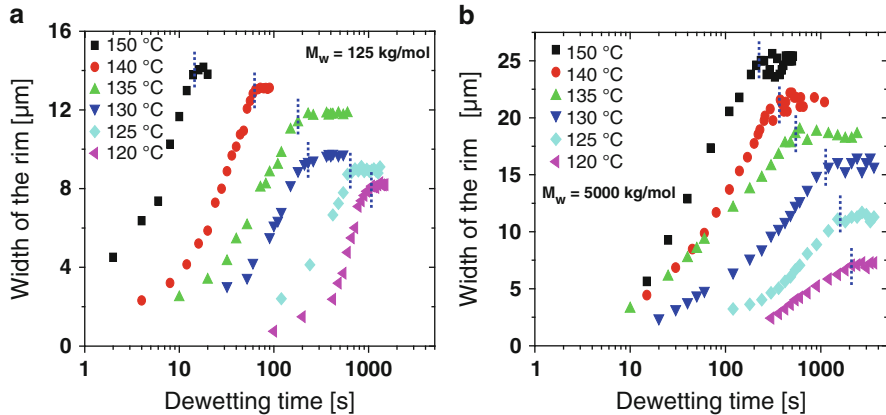 a
16
12
8
4
0
Width of the rim [μm]
150 °C
140 °C
135 °C
130 °C
125 °C
120 °C
M_W = 125 kg/mol
1
10
100
1000
Dewetting time [s]
b
25
20
15
10
5
0
Width of the rim [μm]
150 °C
140 °C
135 °C
130 °C
125 °C
120 °C
M_W = 5000 kg/mol
1
10
100
1000
Dewetting time [s]